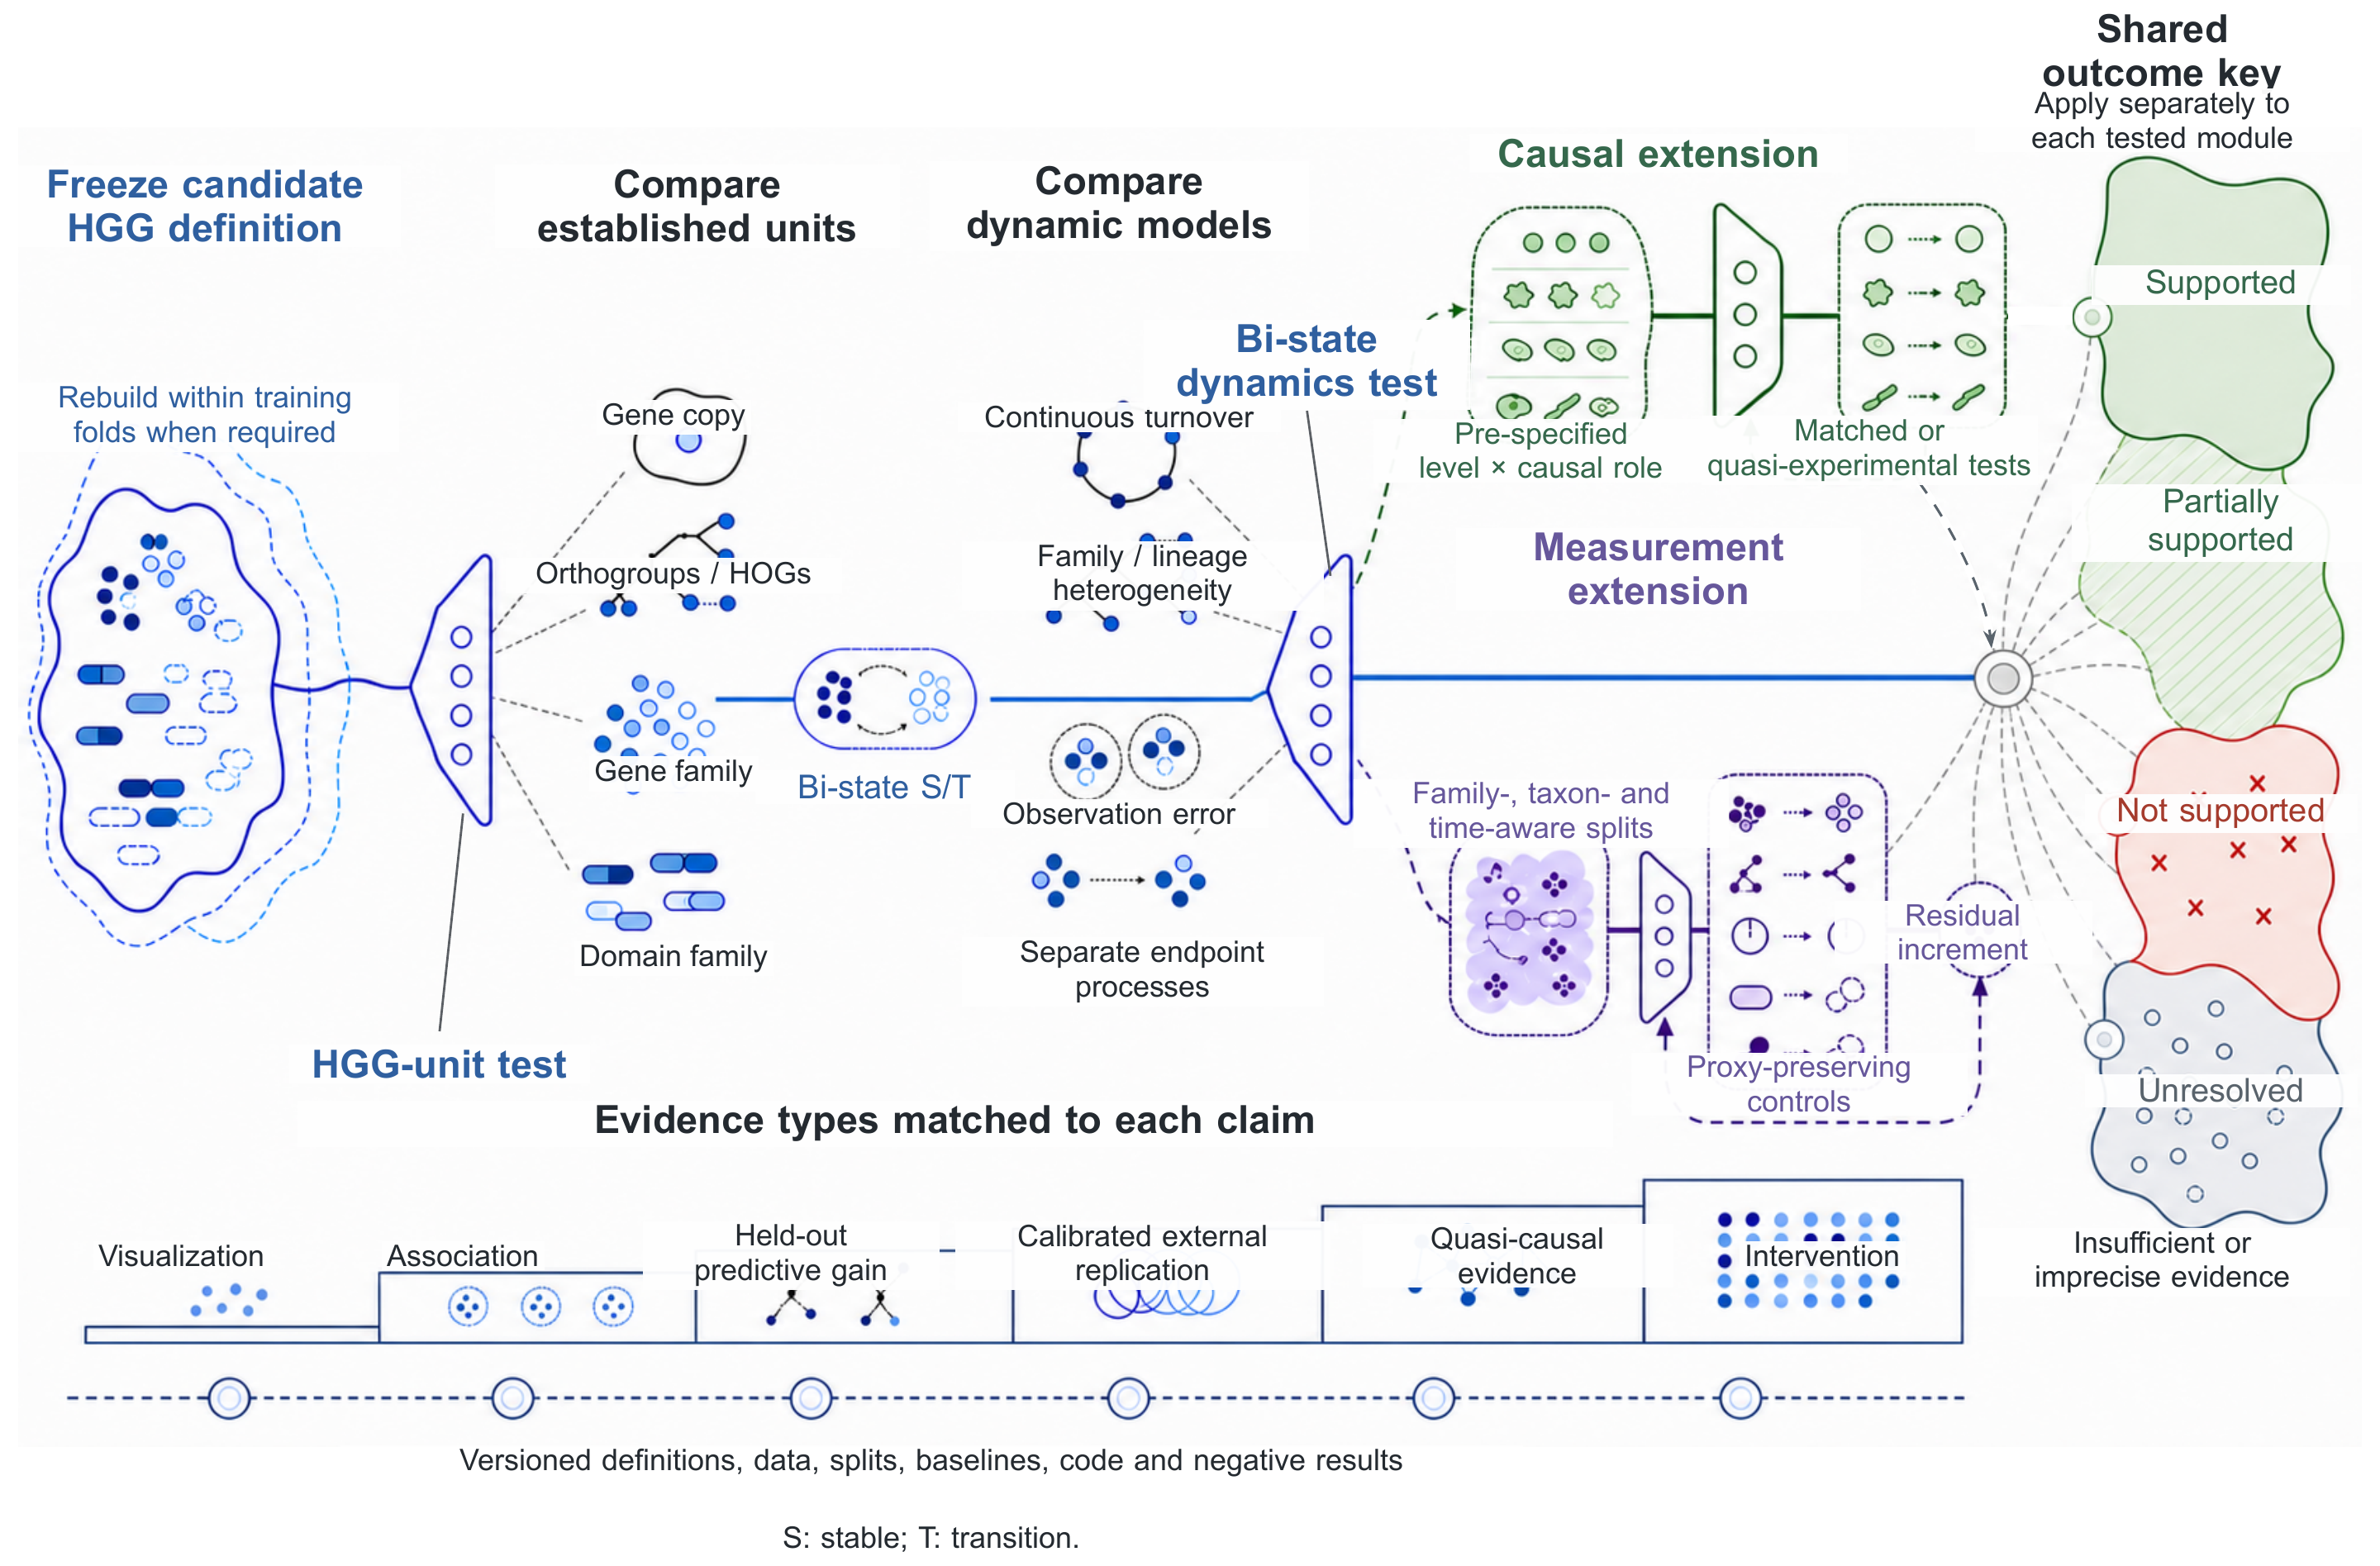 Shared
outcome key
Apply separately to
each tested module
Freeze candidate
HGG definition
Compare
established units
Compare
dynamic models
Causal extension
Rebuild within training
folds when required
Gene copy
Orthogroups / HOGs
Gene family
Domain family
HGG-unit test
Bi-state S/T
Continuous turnover
Family / lineage
heterogeneity
Observation error
Separate endpoint
processes
Bi-state
dynamics test
Pre-specified
level × causal role
Matched or
quasi-experimental tests
Measurement
extension
Family-, taxon- and
time-aware splits
Residual
increment
Proxy-preserving
controls
Supported
Partially
supported
Not supported
Unresolved
Insufficient or
imprecise evidence
Evidence types matched to each claim
Visualization
Association
Held-out
predictive gain
Calibrated external
replication
Quasi-causal
evidence
Intervention
Versioned definitions, data, splits, baselines, code and negative results
S: stable; T: transition.